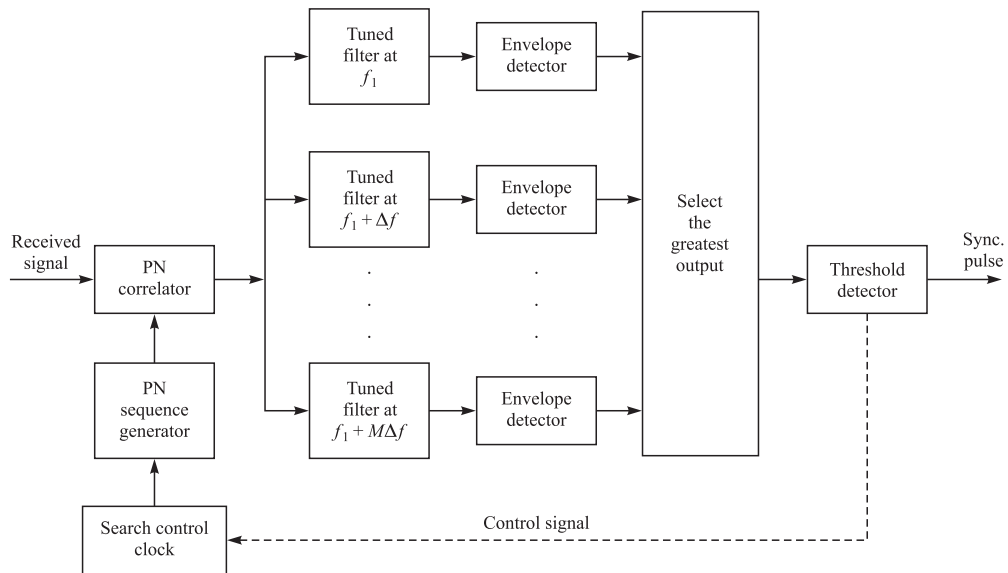 Tuned
filter at
f₁
Envelope
detector
Tuned
filter at
f₁ + Δf
Envelope
detector
Select
the
greatest
output
Received
signal
PN
correlator
Threshold
detector
Sync.
pulse
PN
sequence
generator
Tuned
filter at
f₁ + MΔf
Envelope
detector
Search control
clock
Control signal